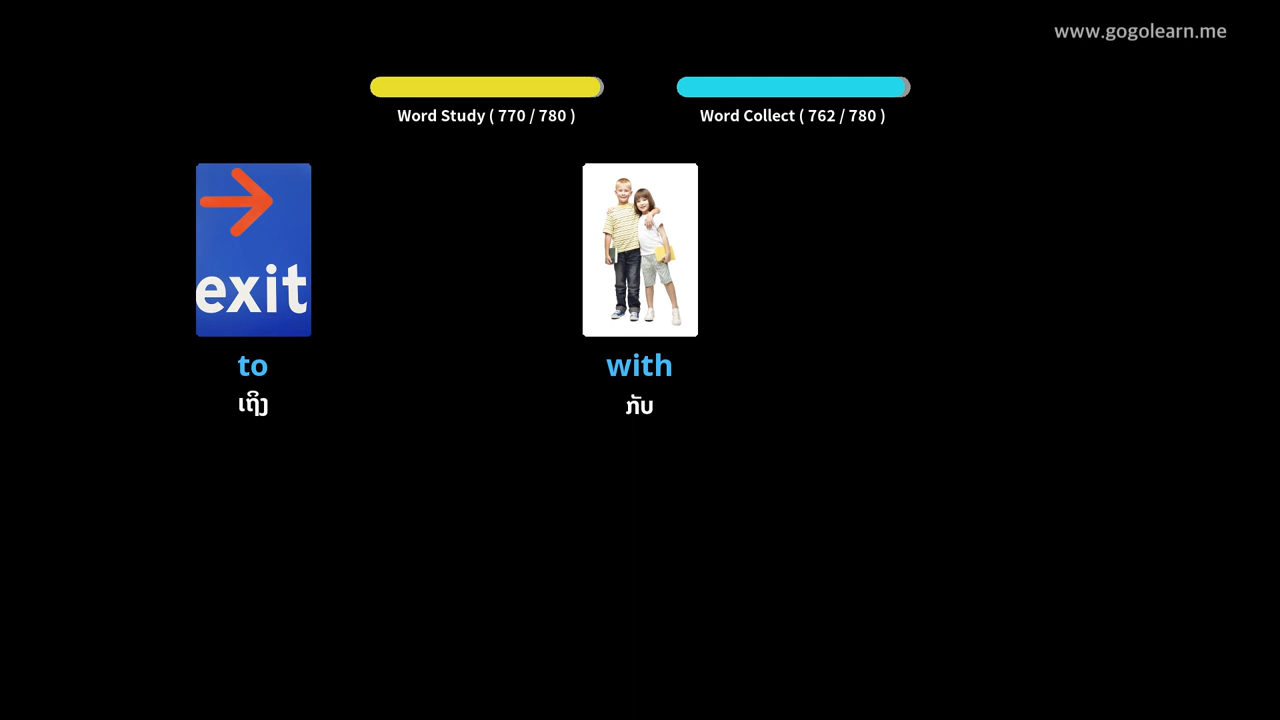 www.gogolearn.me
Word Study ( 770 / 780 )
Word Collect ( 762 / 780 )
exit
to
ເຖິງ
with
ກັບ